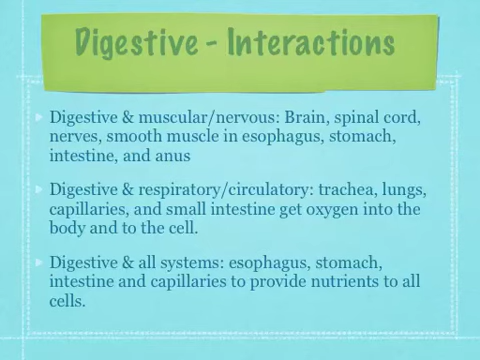 Digestive - Interactions
Digestive & muscular/nervous: Brain, spinal cord,
nerves, smooth muscle in esophagus, stomach,
intestine, and anus
Digestive & respiratory/circulatory: trachea, lungs,
capillaries, and small intestine get oxygen into the
body and to the cell.
Digestive & all systems: esophagus, stomach,
intestine and capillaries to provide nutrients to all
cells.